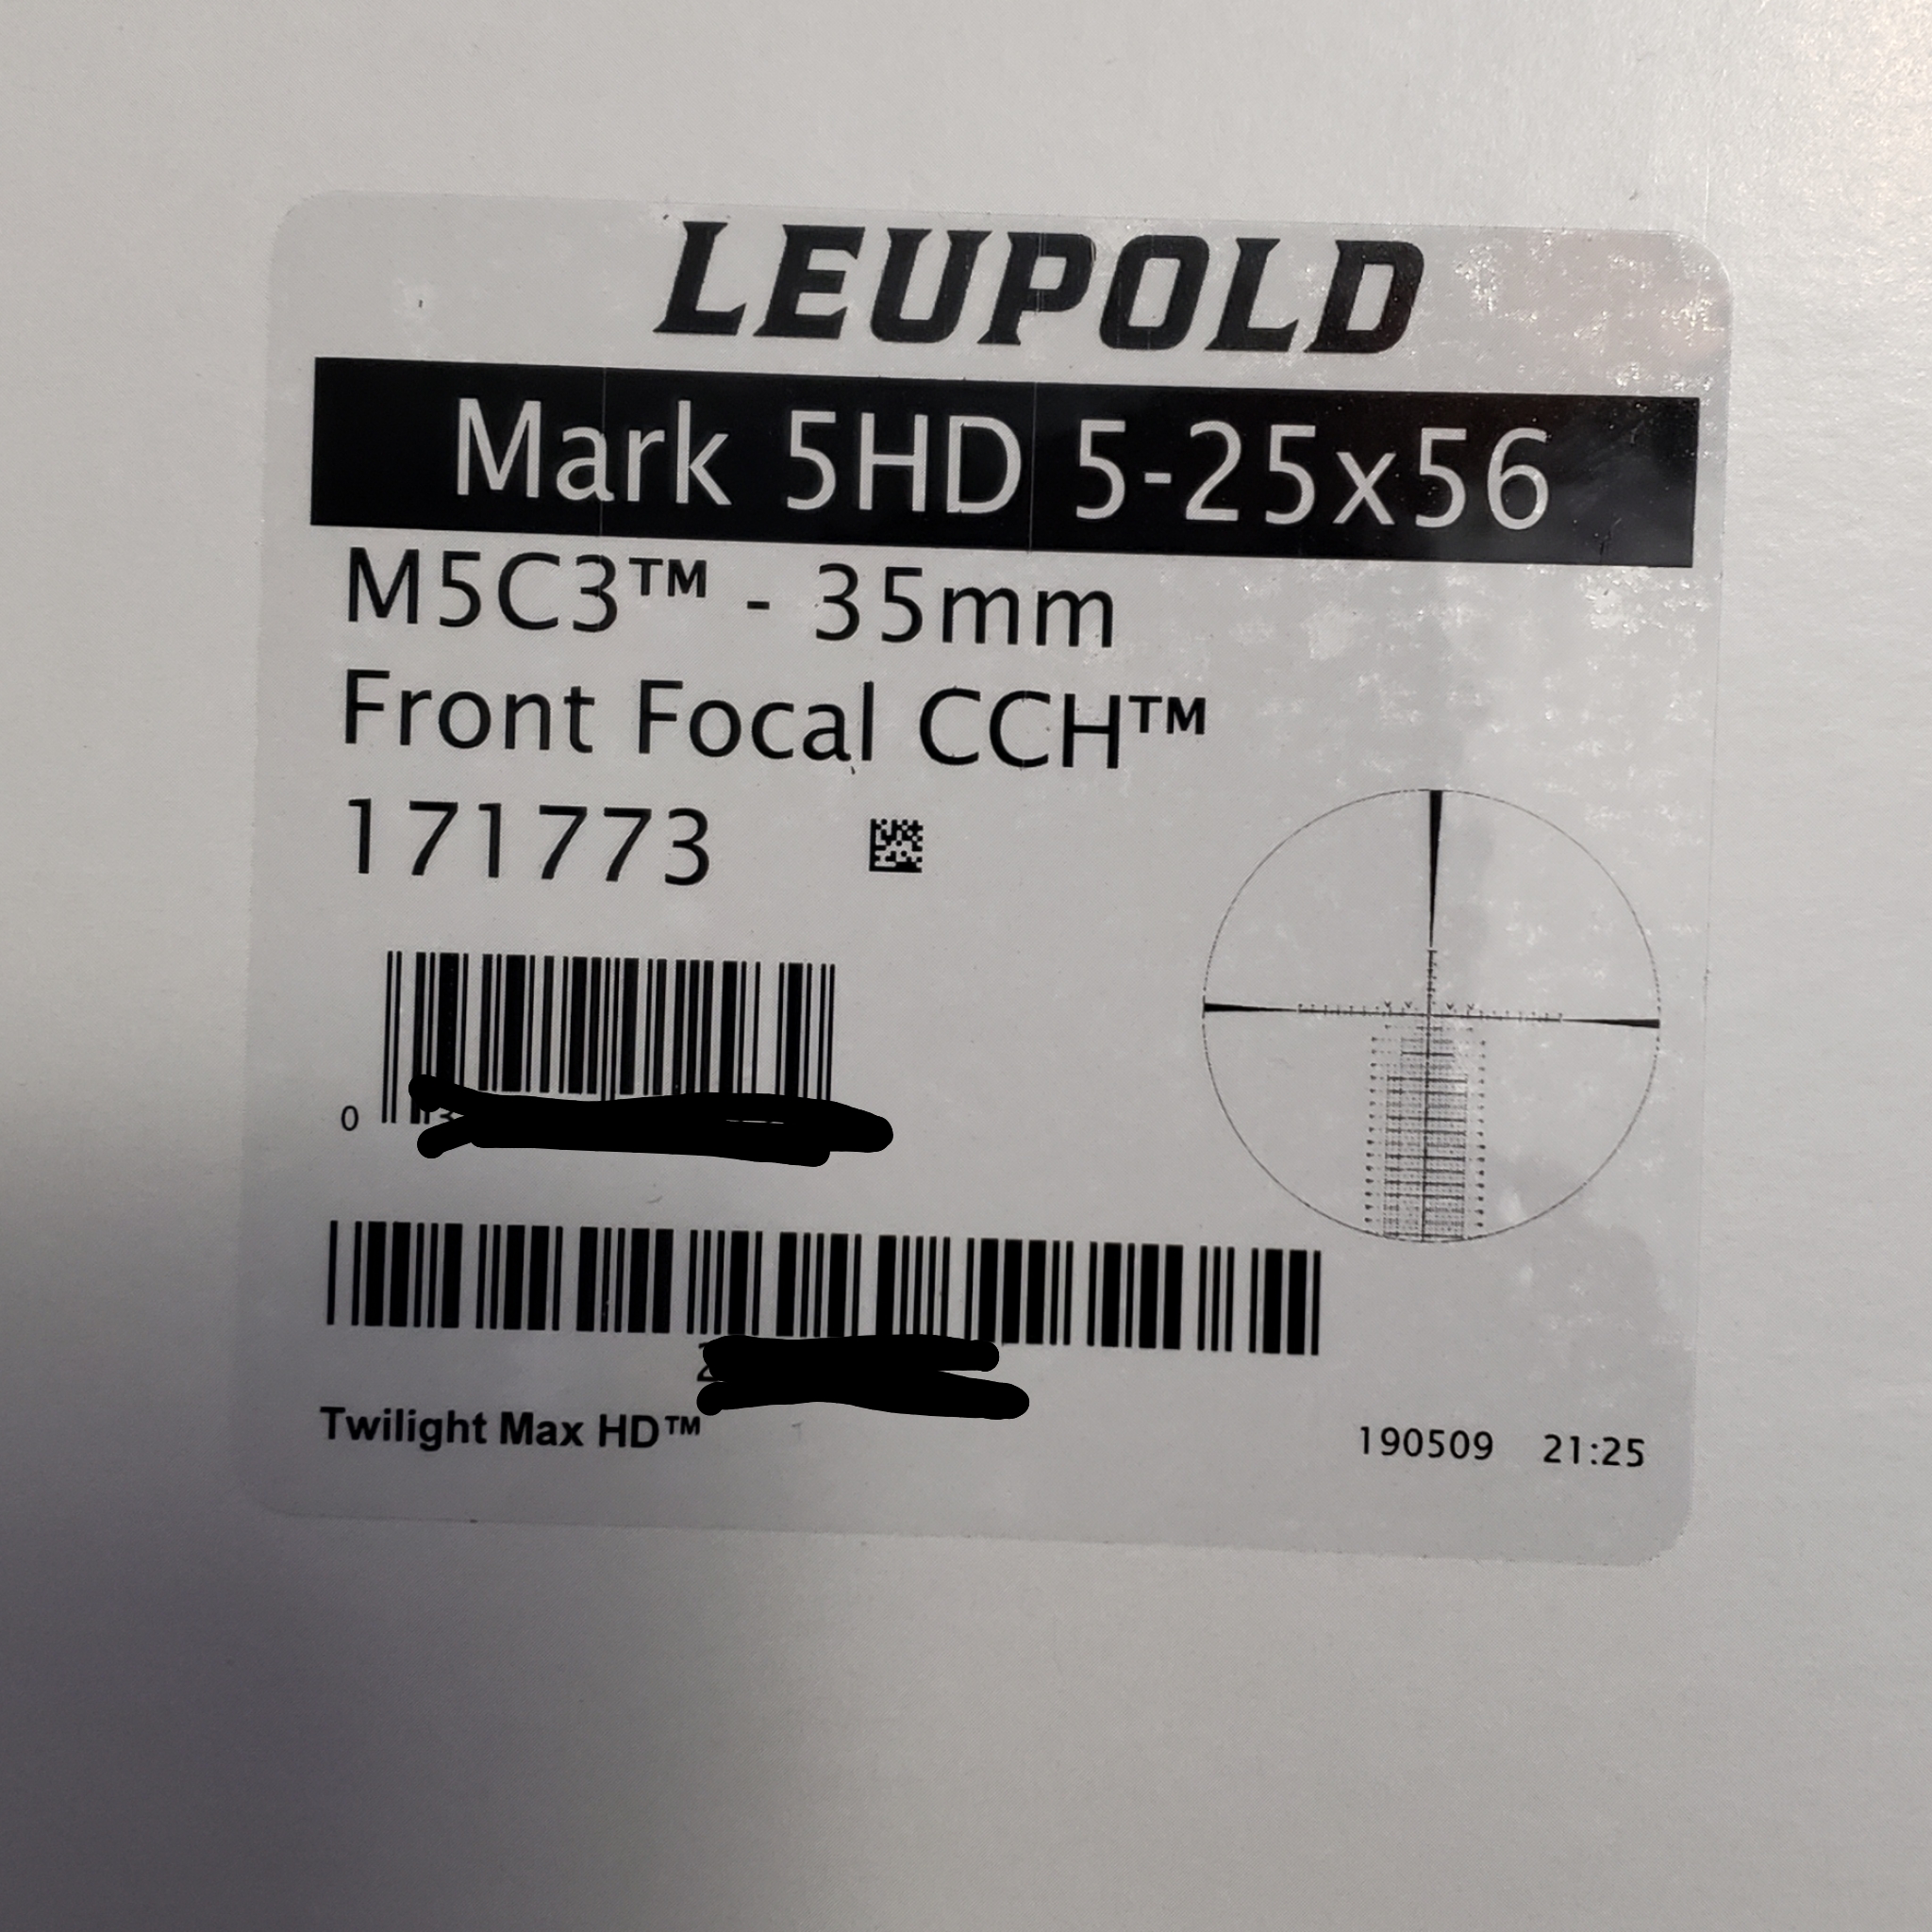 LEUPOLD
Mark 5HD 5-25x56
M5C3™ - 35mm
Front Focal CCH™
171773
0
Twilight Max HD™
190509 21:25